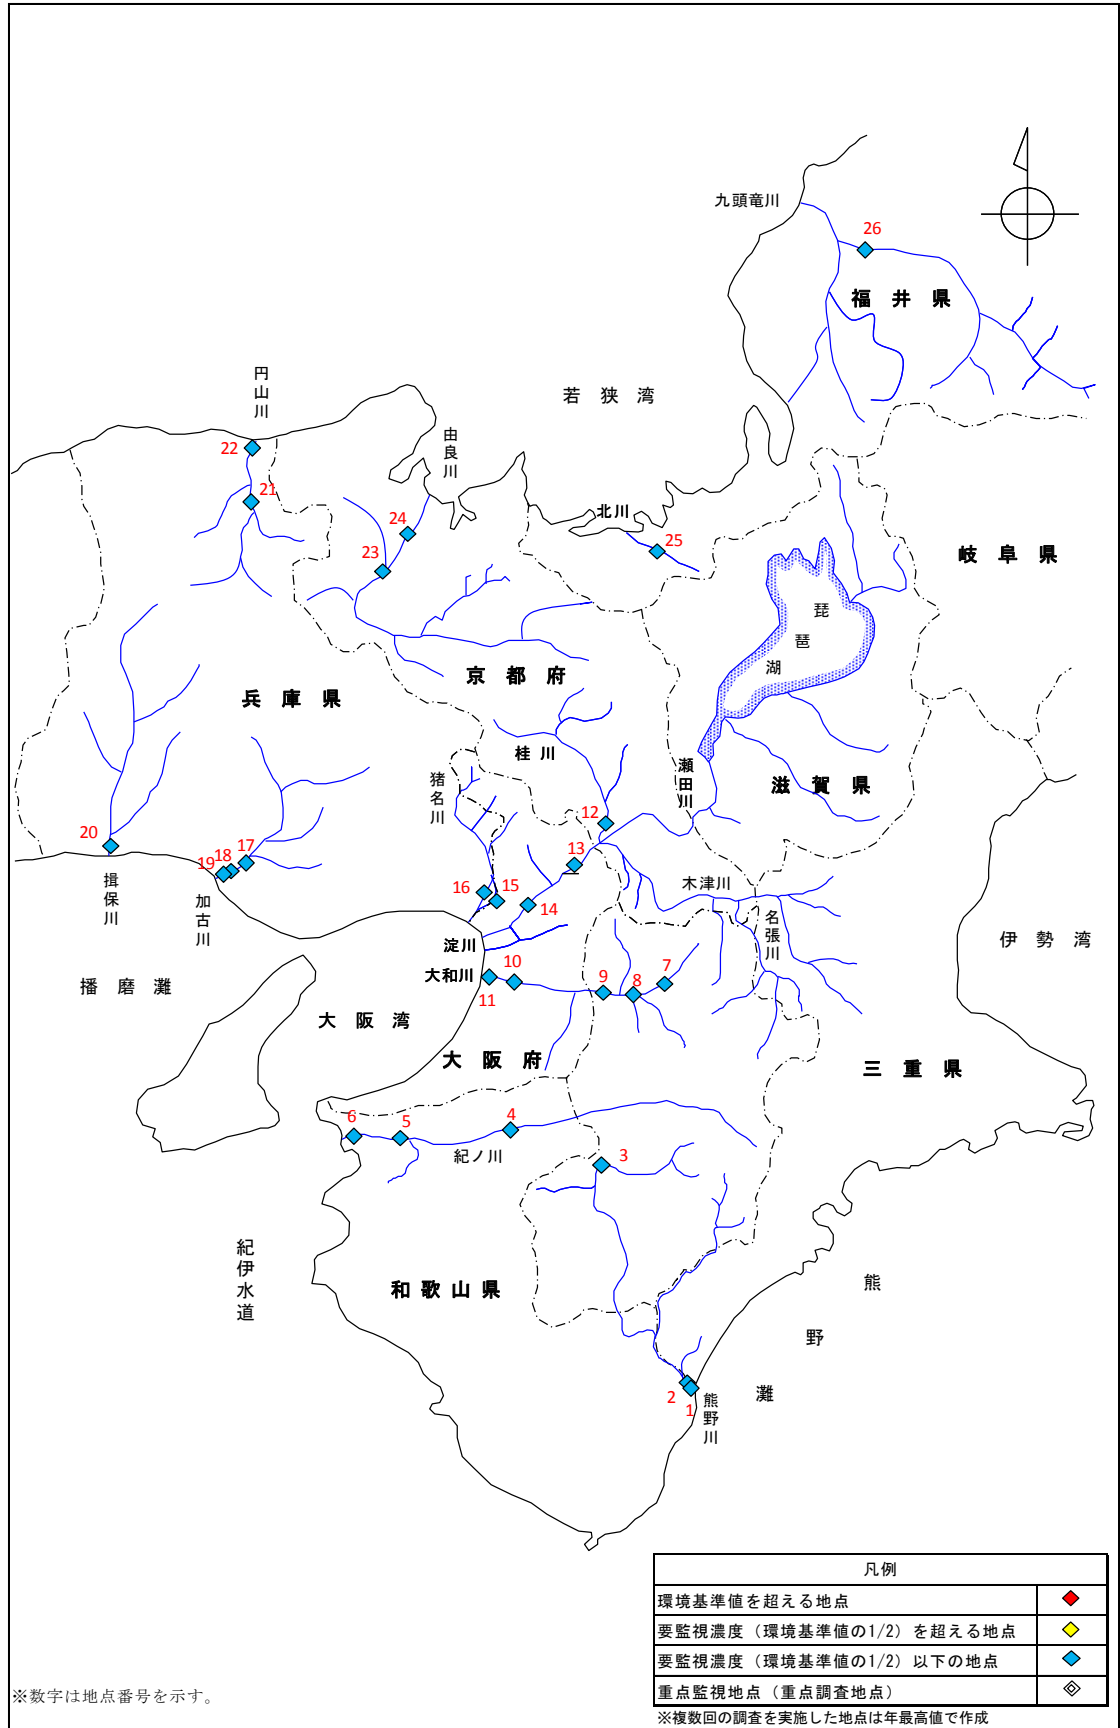 九頭竜川
26
福井県
円山川
若狭湾
由良川
22
21
北川
24
25
23
岐阜県
琵琶湖
京都府
兵庫県
桂川
瀬田川
滋賀県
猪名川
12
20
19
18
17
13
揖保川
加古川
16
15
14
木津川
名張川
伊勢湾
淀川
大和川
播磨灘
10
11
9
8
7
大阪湾
大阪府
三重県
6
5
4
紀ノ川
3
紀伊水道
和歌山県
熊野灘
2
1
熊野川
凡例
環境基準値を超える地点
要監視濃度（環境基準値の1/2）を超える地点
要監視濃度（環境基準値の1/2）以下の地点
重点監視地点（重点調査地点）
※数字は地点番号を示す。
※複数回の調査を実施した地点は年最高値で作成